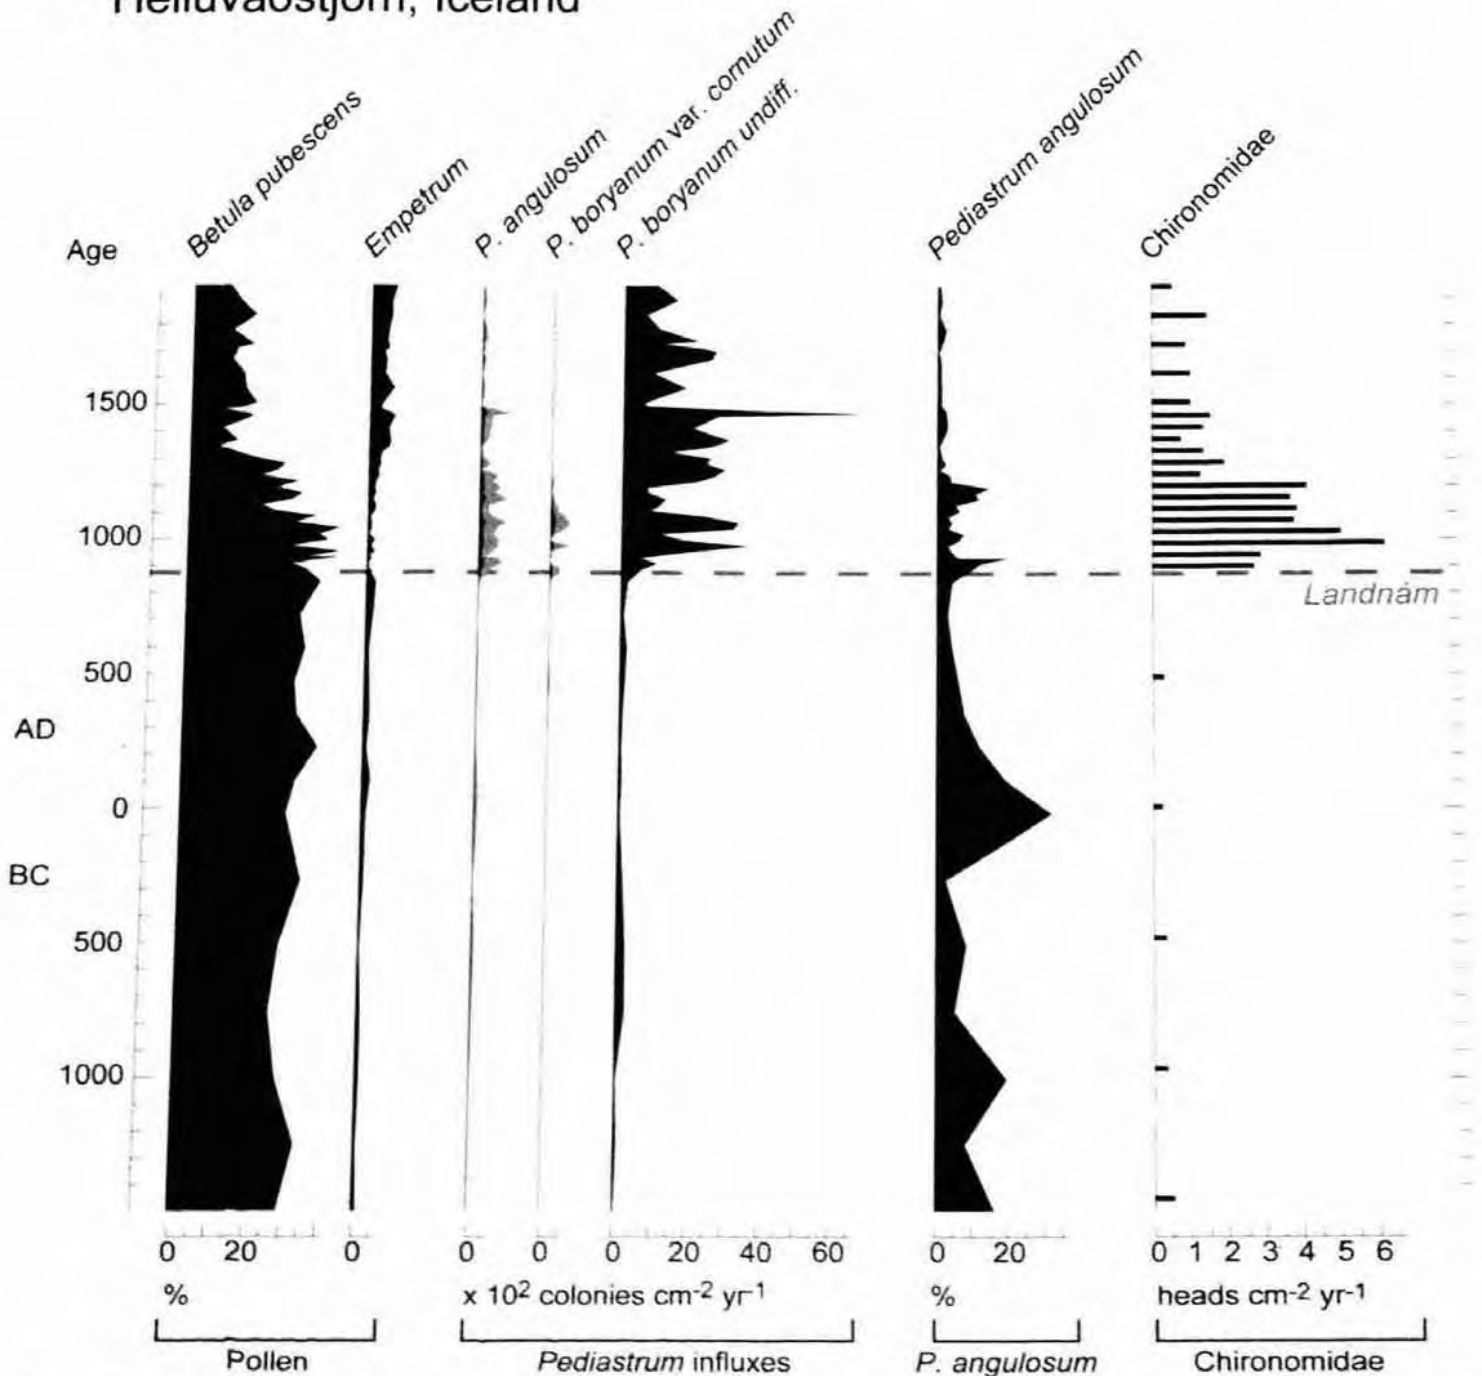 Helluvaðstjörn, Iceland
Betula pubescens
Empetrum
P. angulosum
P. boryanum var. cornutum
P. boryanum undiff.
Pediastrum angulosum
Chironomidae
Age
1500
1000
500
AD
0
BC
500
1000
Landnám
0 20 0 0 0 0 20 40 60 0 20 0 1 2 3 4 5 6
% x 10² colonies cm-2 yr-1 % heads cm-2 yr-1
Pollen Pediastrum influxes P. angulosum Chironomidae